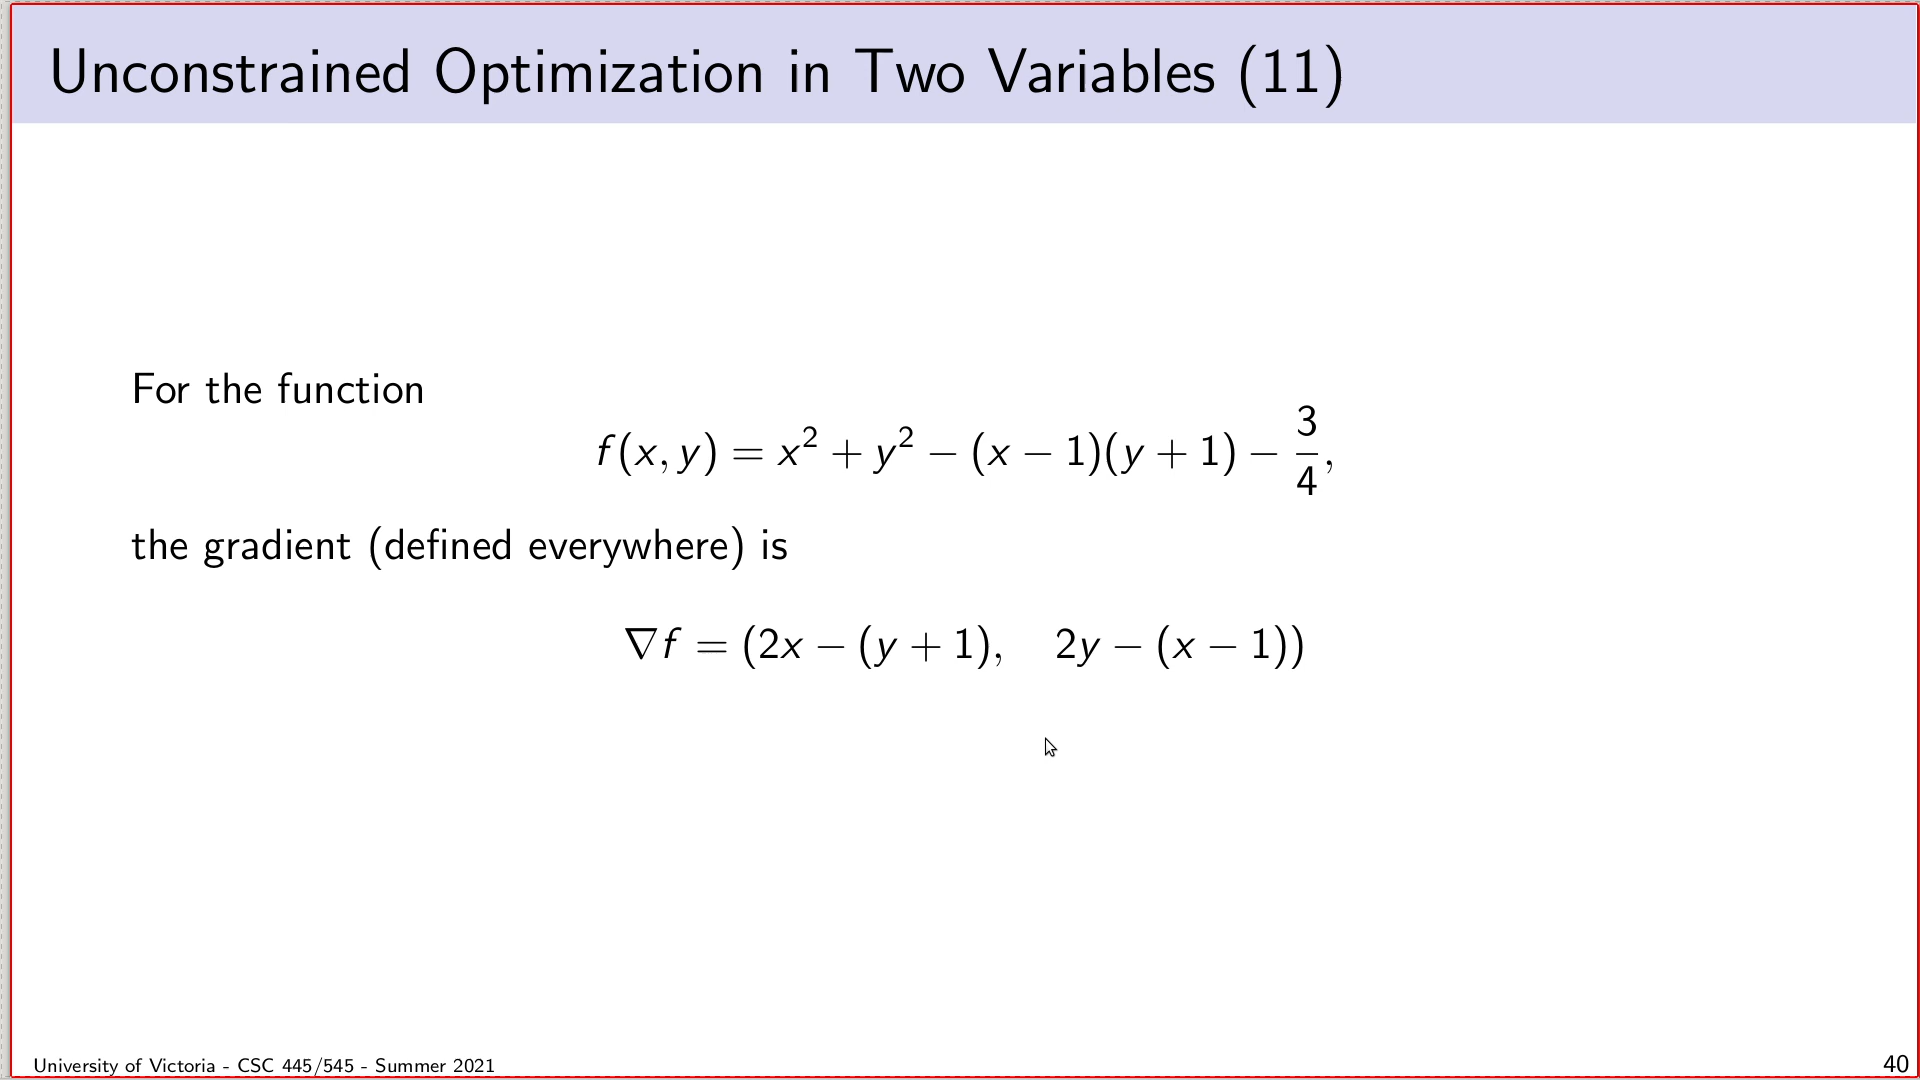 Unconstrained Optimization in Two Variables (11)
For the function
f(x, y) = x² + y² − (x − 1)(y + 1) − 3/4,
the gradient (defined everywhere) is
∇f = (2x − (y + 1), 2y − (x − 1))
University of Victoria - CSC 445/545 - Summer 2021
40